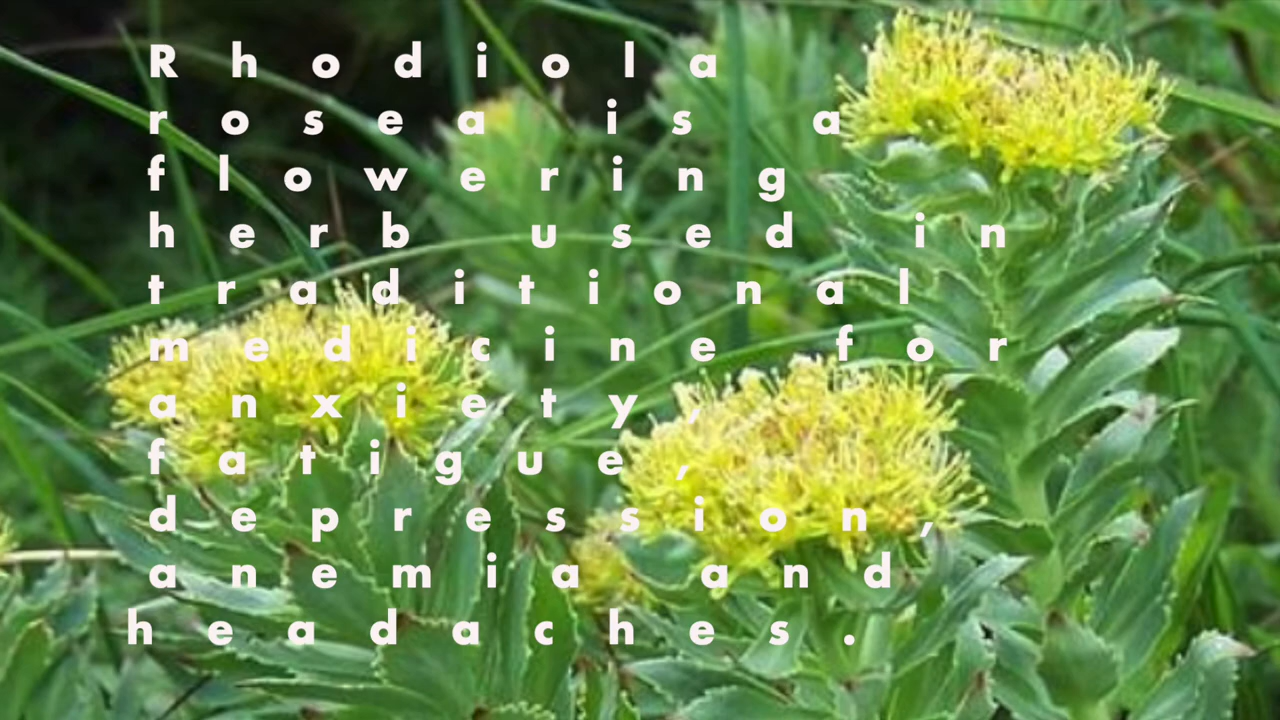 Rhodiola
rosea is a
flowering
herb used in
traditional
medicine for
anxiety,
fatigue,
depression,
anemia and
headaches.